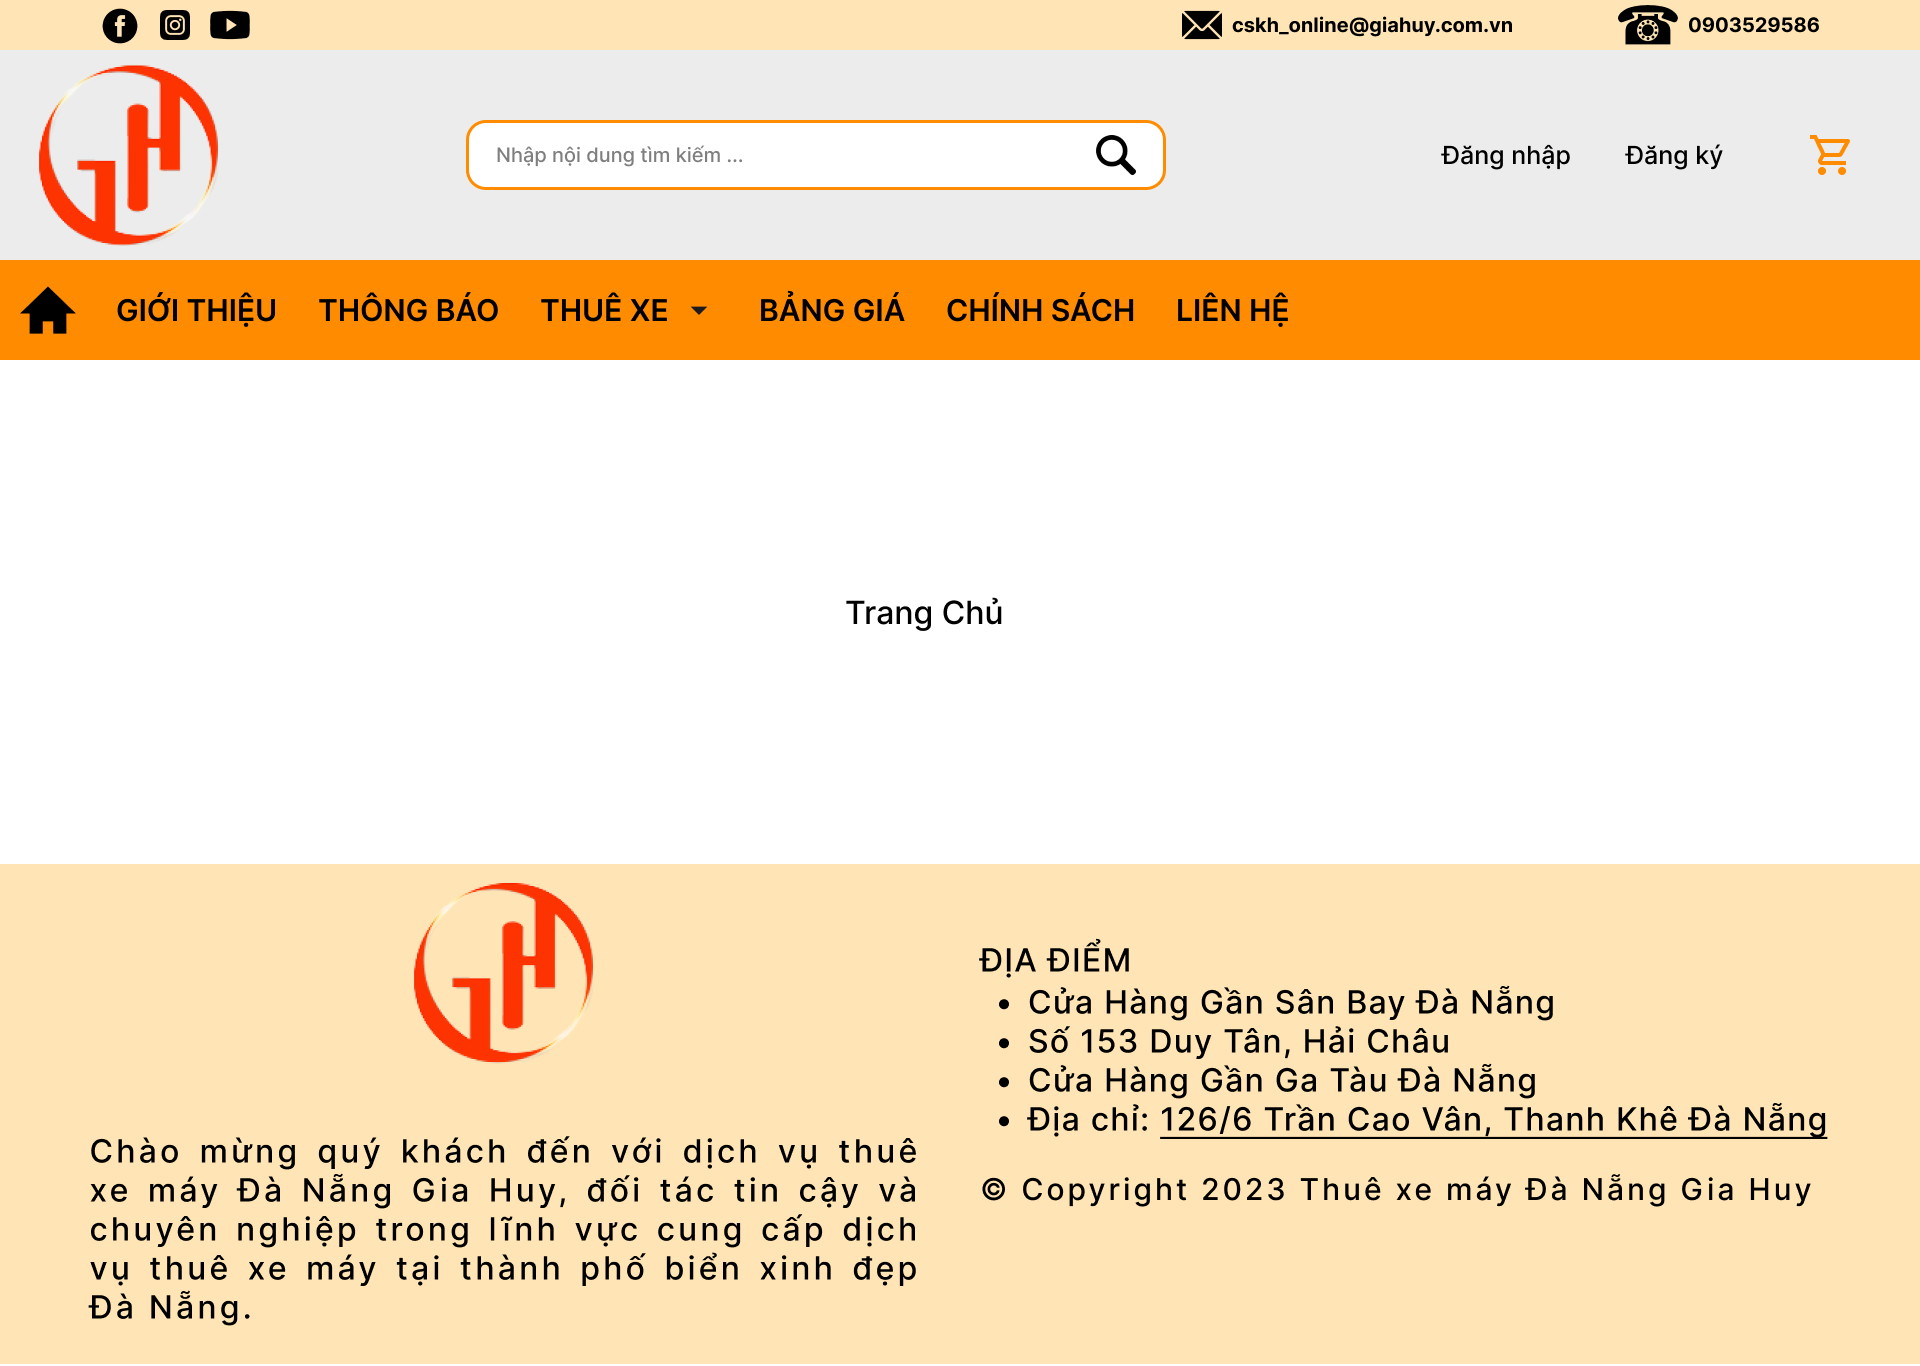 cskh_online@giahuy.com.vn
0903529586
GH
Nhập nội dung tìm kiếm ...
Đăng nhập
Đăng ký
GIỚI THIỆU
THÔNG BÁO
THUÊ XE
BẢNG GIÁ
CHÍNH SÁCH
LIÊN HỆ
Trang Chủ
GH
Chào mừng quý khách đến với dịch vụ thuê
xe máy Đà Nẵng Gia Huy, đối tác tin cậy và
chuyên nghiệp trong lĩnh vực cung cấp dịch
vụ thuê xe máy tại thành phố biển xinh đẹp
Đà Nẵng.
ĐỊA ĐIỂM
• Cửa Hàng Gần Sân Bay Đà Nẵng
• Số 153 Duy Tân, Hải Châu
• Cửa Hàng Gần Ga Tàu Đà Nẵng
• Địa chỉ: 126/6 Trần Cao Vân, Thanh Khê Đà Nẵng
© Copyright 2023 Thuê xe máy Đà Nẵng Gia Huy